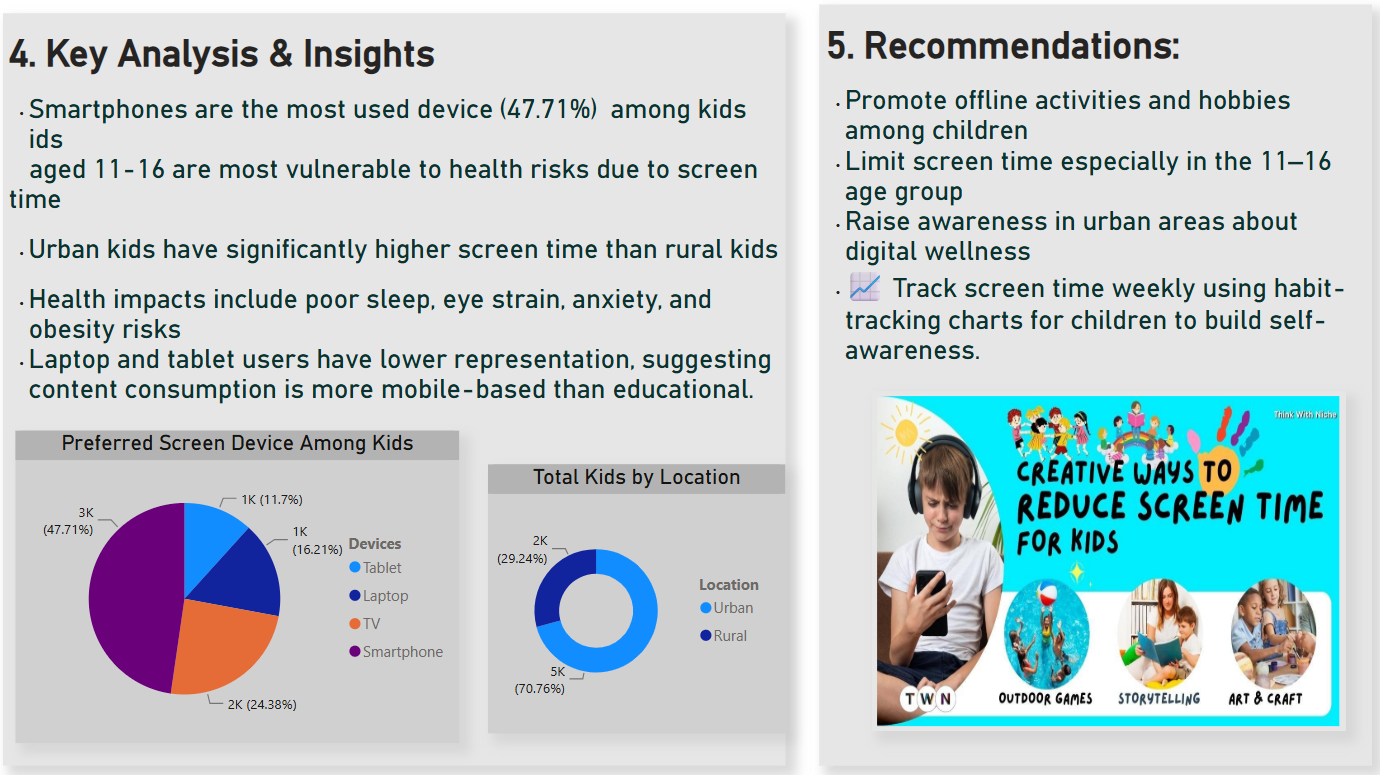 4. Key Analysis & Insights
. Smartphones are the most used device (47.71%) among kids
ids
aged 11-16 are most vulnerable to health risks due to screen
time
. Urban kids have significantly higher screen time than rural kids
. Health impacts include poor sleep, eye strain, anxiety, and
obesity risks
. Laptop and tablet users have lower representation, suggesting
content consumption is more mobile-based than educational.
Preferred Screen Device Among Kids
1K (11.7%)
1K
(16.21%)
2K (24.38%)
3K
(47.71%)
Devices
Tablet
Laptop
TV
Smartphone
Total Kids by Location
2K
(29.24%)
5K
(70.76%)
Location
Urban
Rural
5. Recommendations:
. Promote offline activities and hobbies
among children
. Limit screen time especially in the 11–16
age group
. Raise awareness in urban areas about
digital wellness
. 📈 Track screen time weekly using habit-
tracking charts for children to build self-
awareness.
Think With Niche
CREATIVE WAYS TO
REDUCE SCREEN TIME
FOR KIDS
TWN
OUTDOOR GAMES
STORYTELLING
ART & CRAFT